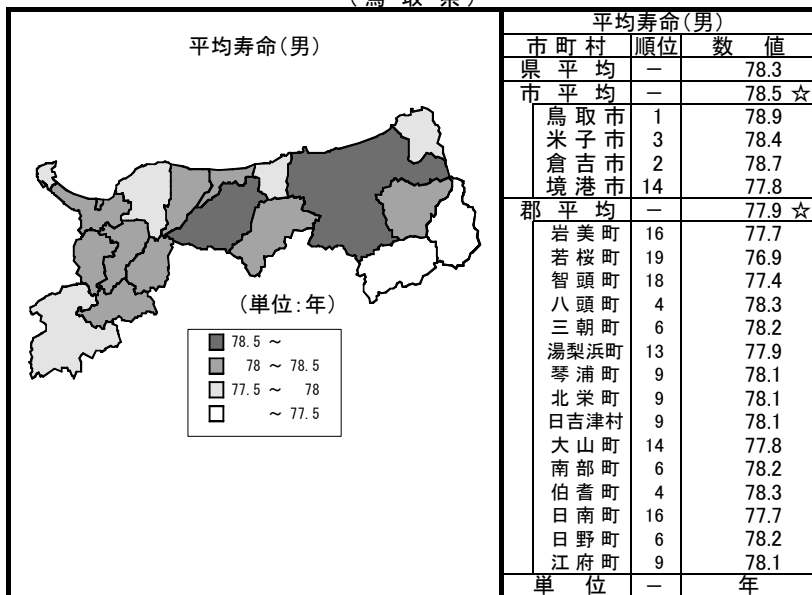 (鳥取県)
平均寿命(男)
(単位:年)
78.5 ~
78 ~ 78.5
77.5 ~ 78
~ 77.5
平均寿命(男)
市町村 順位 数値
県平均 - 78.3
市平均 - 78.5 ☆
鳥取市 1 78.9
米子市 3 78.4
倉吉市 2 78.7
境港市 14 77.8
郡平均 - 77.9 ☆
岩美町 16 77.7
若桜町 19 76.9
智頭町 18 77.4
八頭町 4 78.3
三朝町 6 78.2
湯梨浜町 13 77.9
琴浦町 9 78.1
北栄町 9 78.1
日吉津村 9 78.1
大山町 14 77.8
南部町 6 78.2
伯耆町 4 78.3
日南町 16 77.7
日野町 6 78.2
江府町 9 78.1
単位 - 年